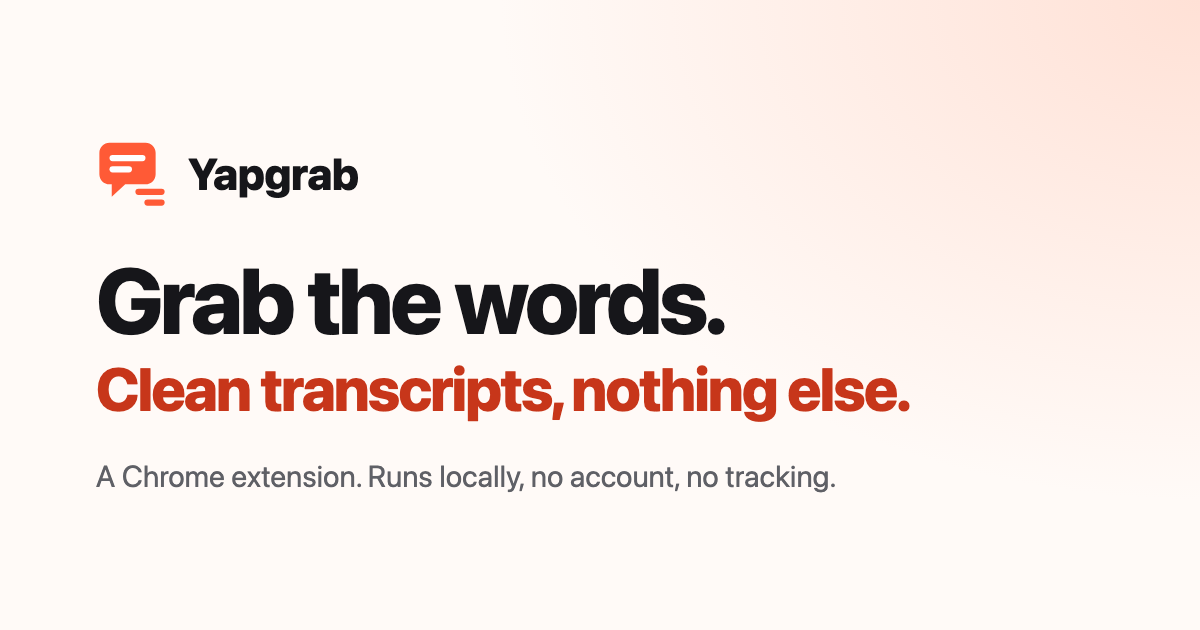 Yapgrab
Grab the words.
Clean transcripts, nothing else.
A Chrome extension. Runs locally, no account, no tracking.